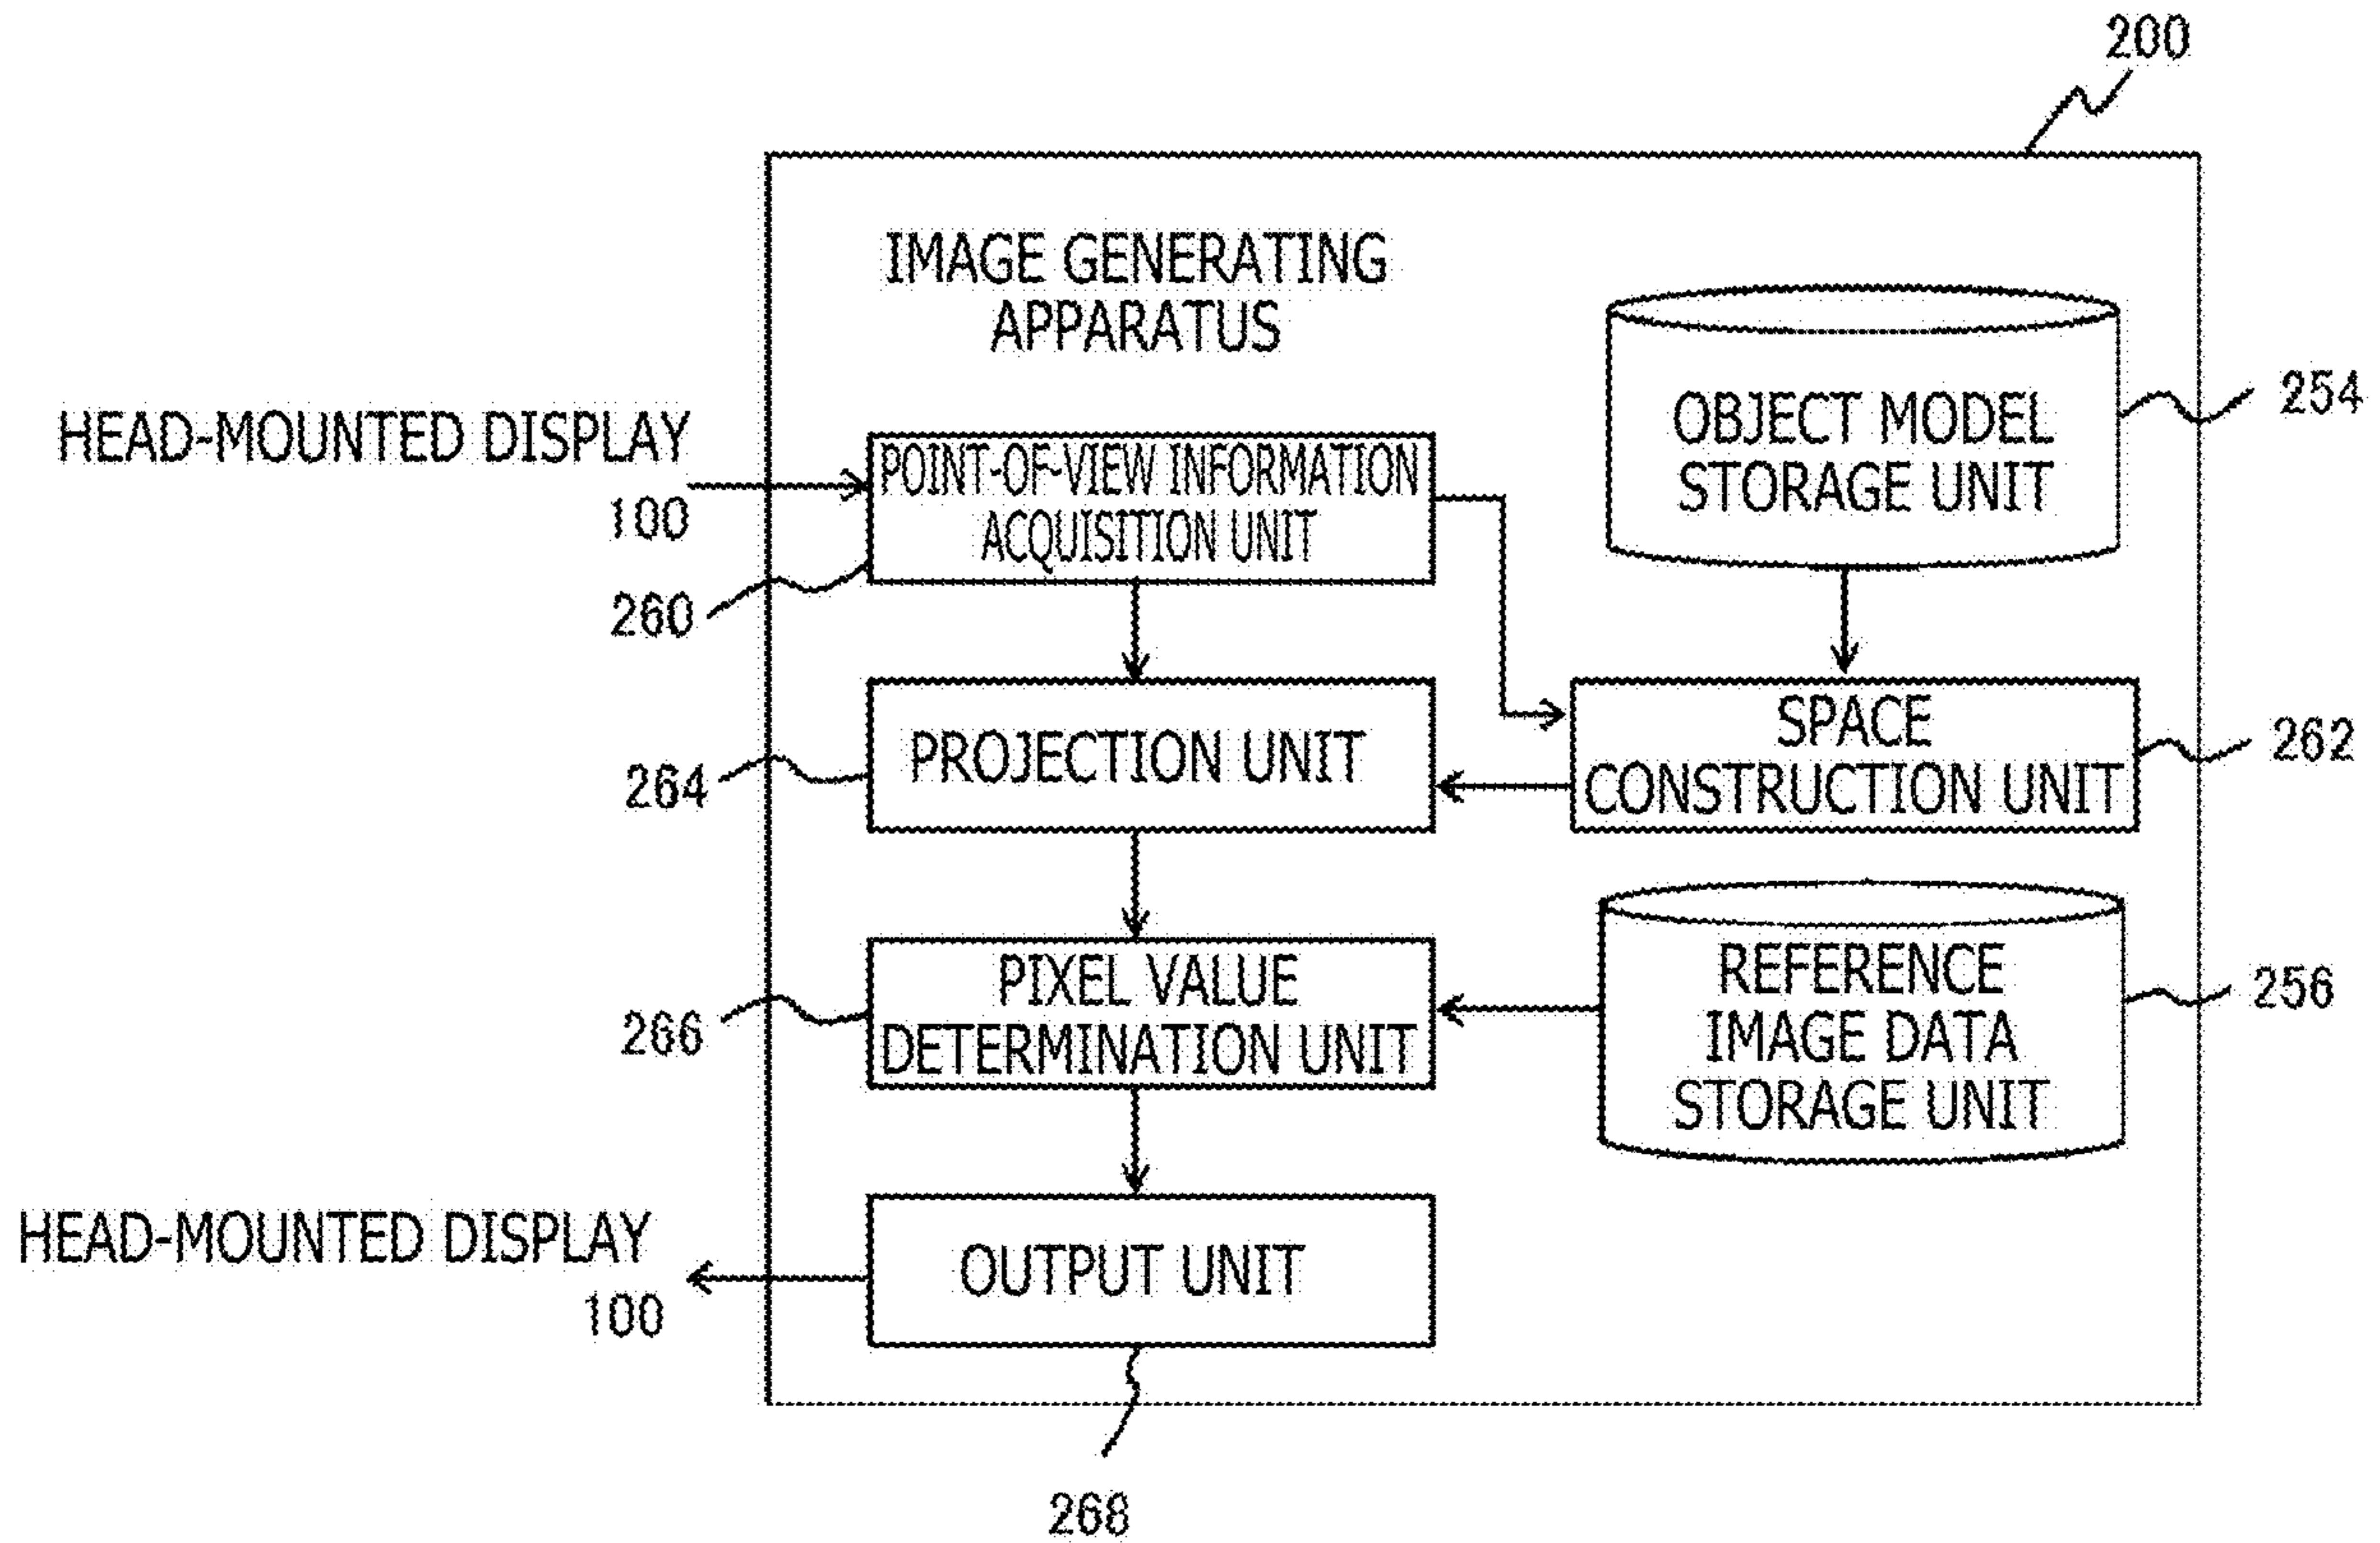 200
IMAGE GENERATING
APPARATUS
OBJECT MODEL
STORAGE UNIT
254
HEAD-MOUNTED DISPLAY
100
POINT-OF-VIEW INFORMATION
ACQUISITION UNIT
260
PROJECTION UNIT
264
SPACE
CONSTRUCTION UNIT
262
PIXEL VALUE
DETERMINATION UNIT
266
REFERENCE
IMAGE DATA
STORAGE UNIT
256
HEAD-MOUNTED DISPLAY
100
OUTPUT UNIT
268